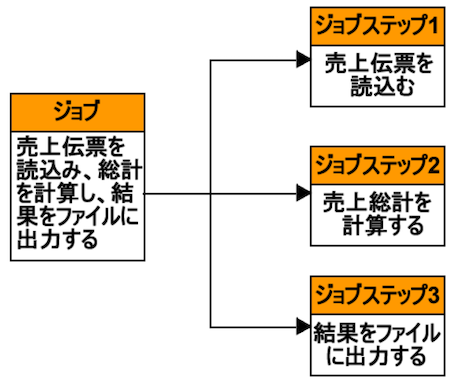 ジョブ
売上伝票を
読込み、総計
を計算し、結
果をファイルに
出力する
ジョブステップ1
売上伝票を
読込む
ジョブステップ2
売上総計を
計算する
ジョブステップ3
結果をファイル
に出力する